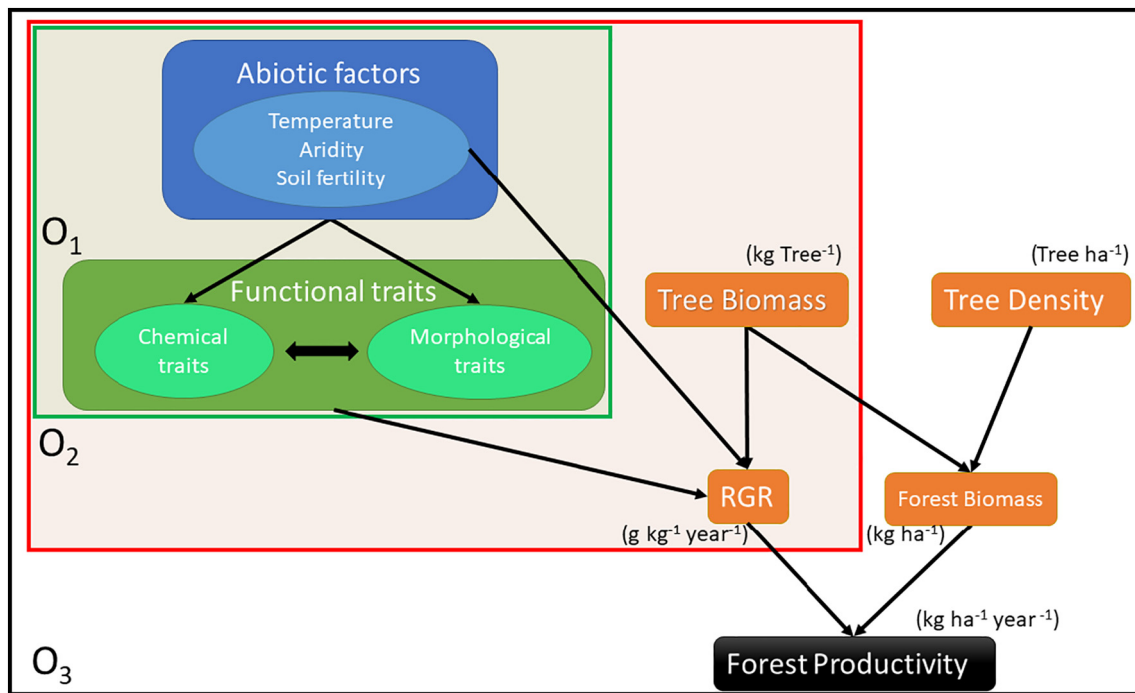 Abiotic factors
Temperature
Aridity
Soil fertility
O₁
Functional traits
Chemical
traits
Morphological
traits
(kg Tree⁻¹)
Tree Biomass
(Tree ha⁻¹)
Tree Density
O₂
RGR
(g kg⁻¹ year⁻¹)
Forest Biomass
(kg ha⁻¹)
(kg ha⁻¹ year ⁻¹)
Forest Productivity
O₃